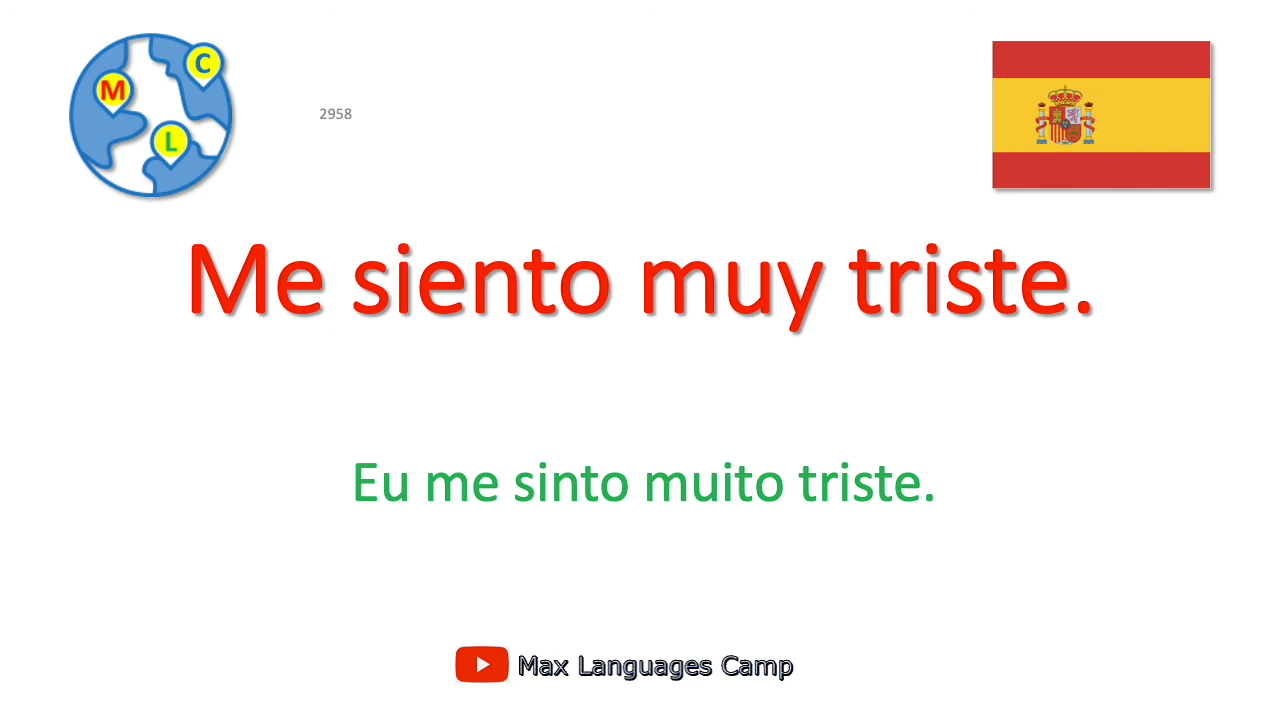 C
M
L
2958
Me siento muy triste.
Eu me sinto muito triste.
Max Languages Camp